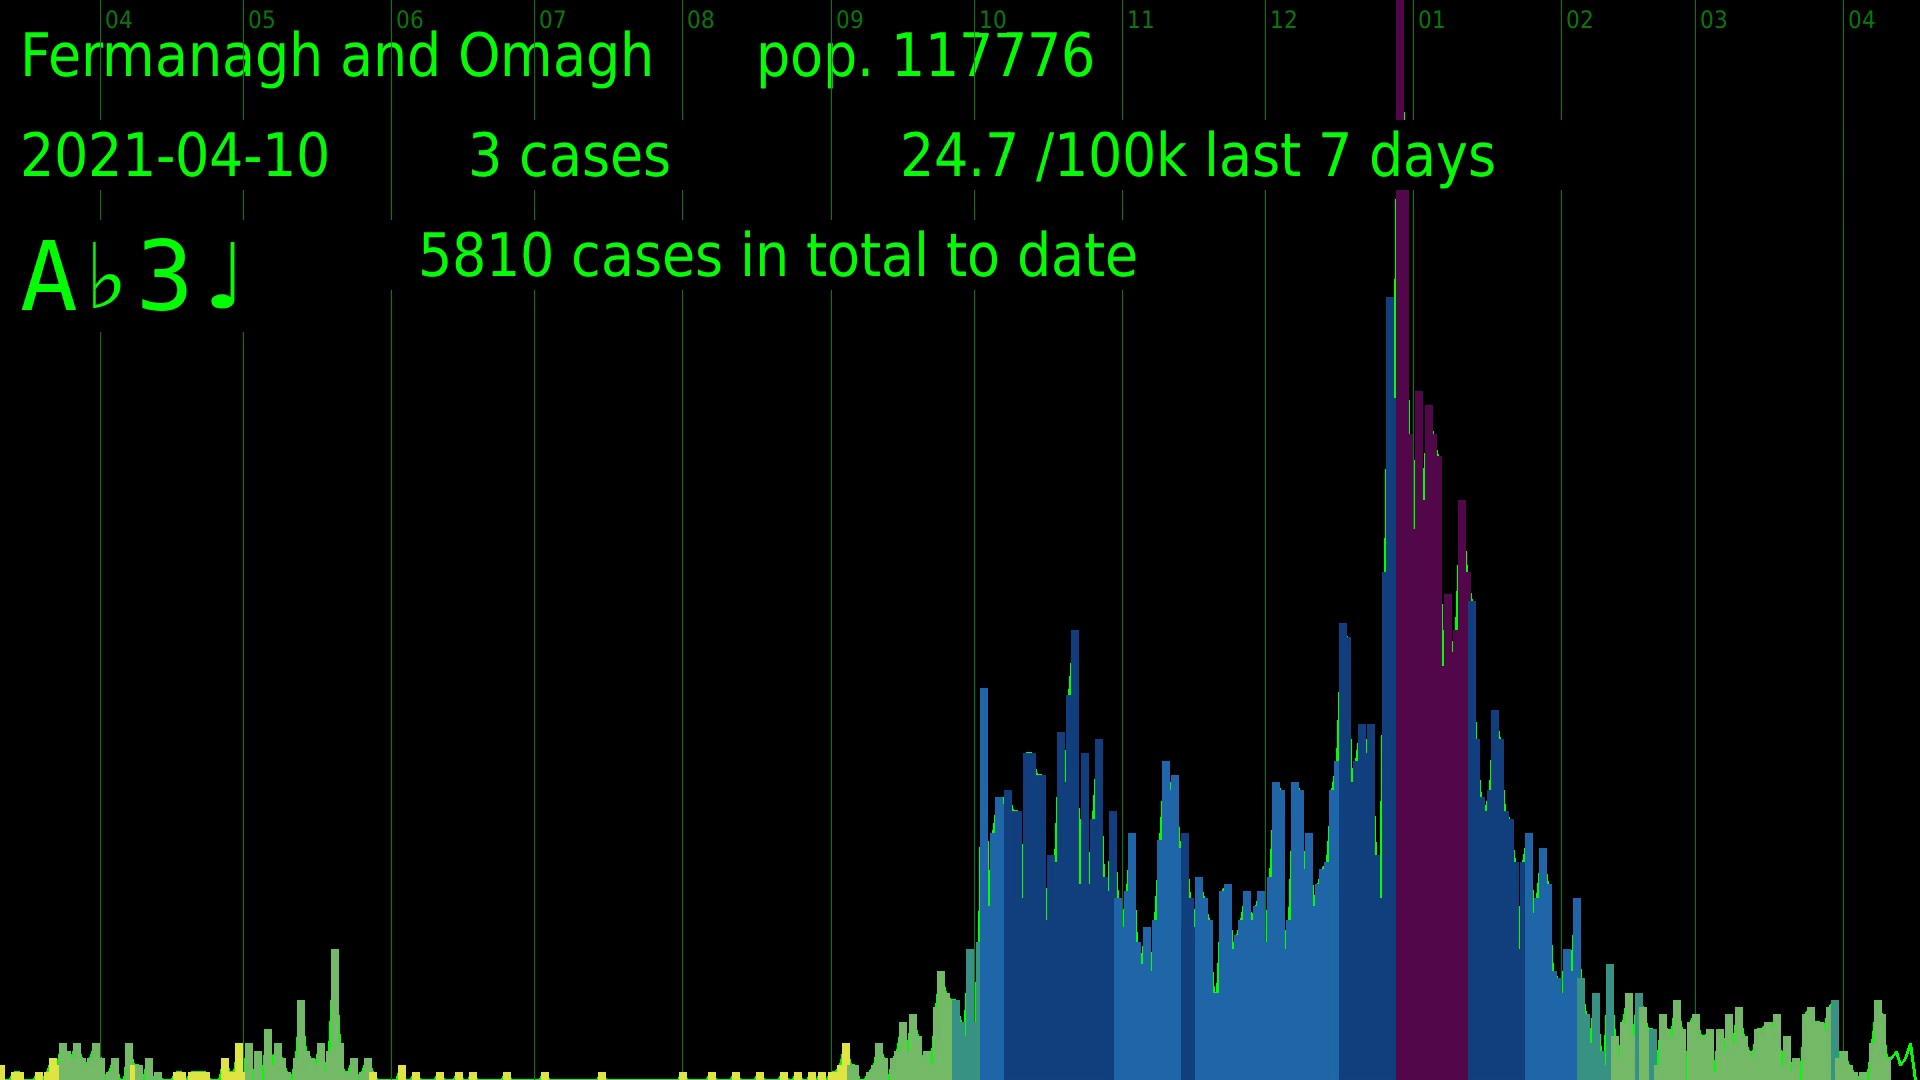 04 05 06 07 08 09 10 11 12 01 02 03 04
Fermanagh and Omagh pop. 117776
2021-04-10 3 cases 24.7 /100k last 7 days
A♭3♩ 5810 cases in total to date